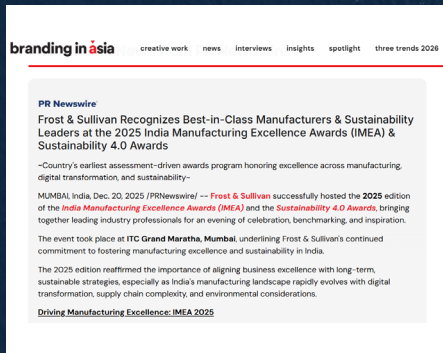 branding in asia
creative work news interviews insights spotlight three trends 2026
PR Newswire
Frost & Sullivan Recognizes Best-in-Class Manufacturers & Sustainability
Leaders at the 2025 India Manufacturing Excellence Awards (IMEA) &
Sustainability 4.0 Awards
~Country's earliest assessment-driven awards program honoring excellence across manufacturing,
digital transformation, and sustainability~
MUMBAI, India, Dec. 20, 2025 /PRNewswire/ -- Frost & Sullivan successfully hosted the 2025 edition
of the India Manufacturing Excellence Awards (IMEA) and the Sustainability 4.0 Awards, bringing
together leading industry professionals for an evening of celebration, benchmarking, and inspiration.
The event took place at ITC Grand Maratha, Mumbai, underlining Frost & Sullivan's continued
commitment to fostering manufacturing excellence and sustainability in India.
The 2025 edition reaffirmed the importance of aligning business excellence with long-term,
sustainable strategies, especially as India's manufacturing landscape rapidly evolves with digital
transformation, supply chain complexity, and environmental considerations.
Driving Manufacturing Excellence: IMEA 2025